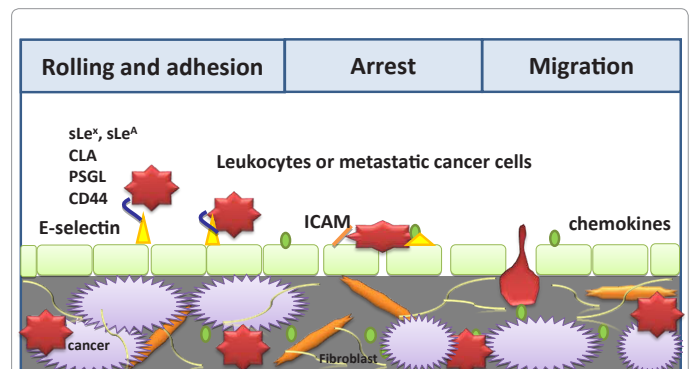 Rolling and adhesion
Arrest
Migration
sLeˣ, sLeᴬ
CLA
PSGL
CD44
E-selectin
Leukocytes or metastatic cancer cells
ICAM
chemokines
cancer
Fibroblast